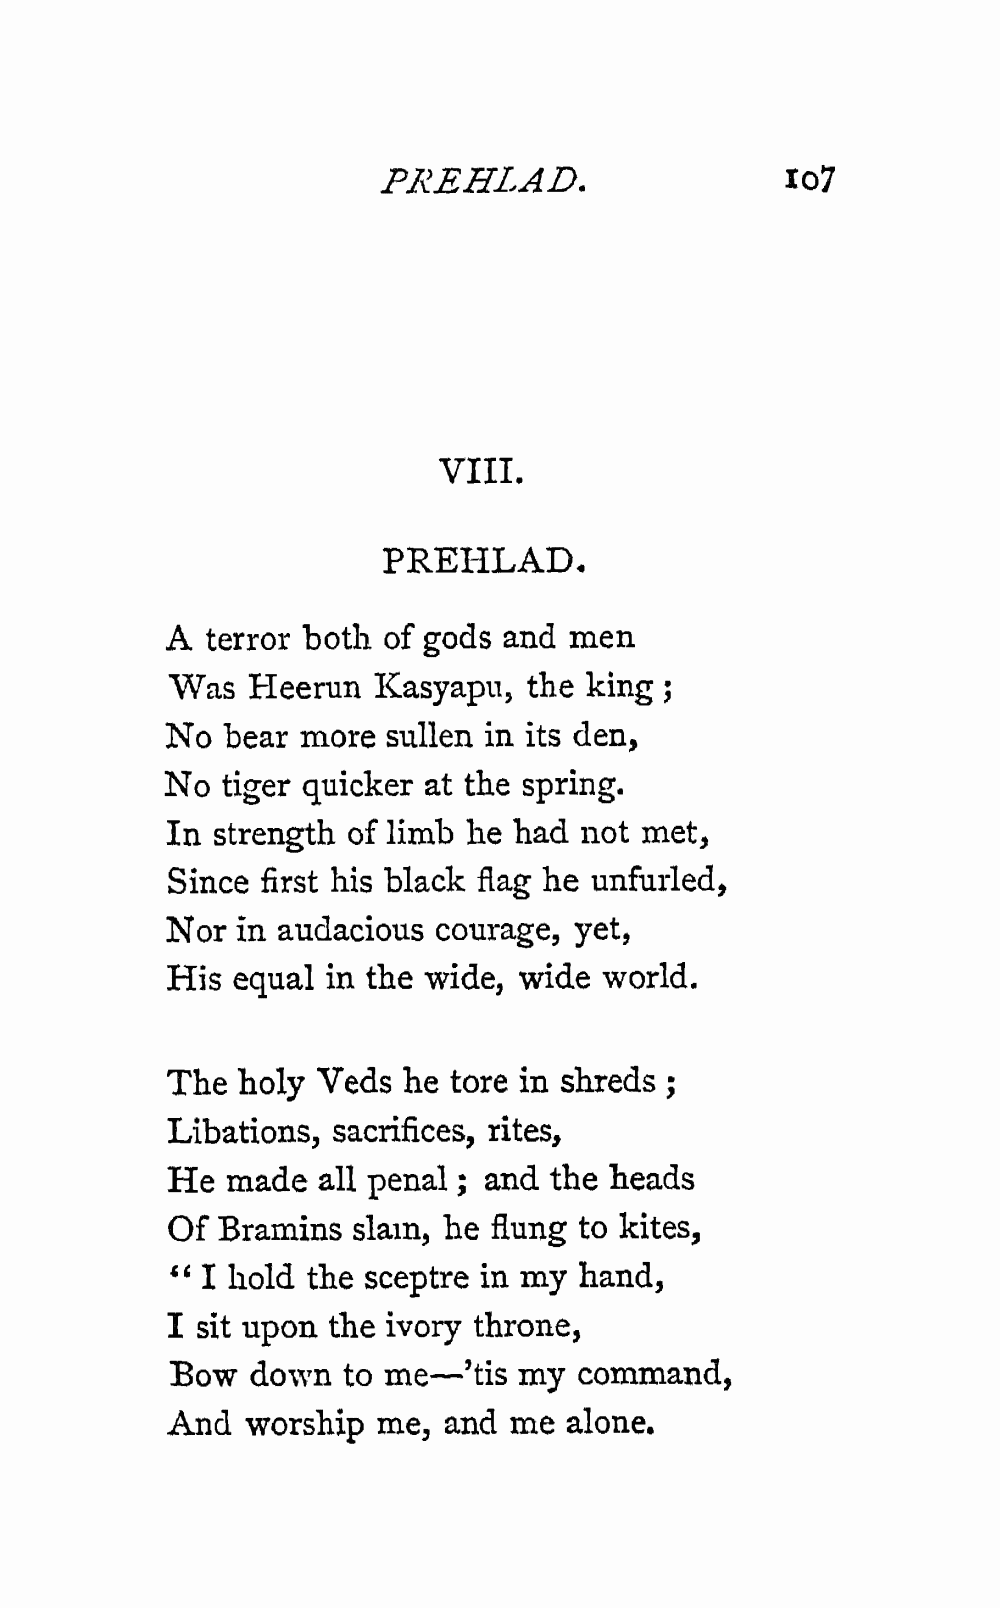 PREHLAD. 107
VIII.
PREHLAD.
A terror both of gods and men
Was Heerun Kasyapu, the king ;
No bear more sullen in its den,
No tiger quicker at the spring.
In strength of limb he had not met,
Since first his black flag he unfurled,
Nor in audacious courage, yet,
His equal in the wide, wide world.
The holy Veds he tore in shreds ;
Libations, sacrifices, rites,
He made all penal ; and the heads
Of Bramins slain, he flung to kites,
“ I hold the sceptre in my hand,
I sit upon the ivory throne,
Bow down to me—’tis my command,
And worship me, and me alone.